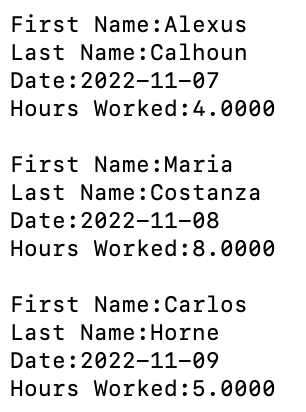 First Name:Alexus
Last Name:Calhoun
Date:2022-11-07
Hours Worked:4.0000

First Name:Maria
Last Name:Costanza
Date:2022-11-08
Hours Worked:8.0000

First Name:Carlos
Last Name:Horne
Date:2022-11-09
Hours Worked:5.0000